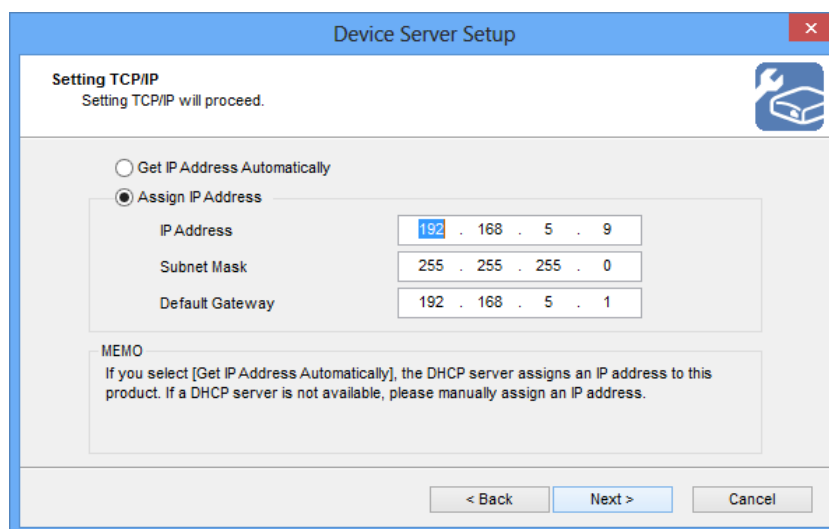 Device Server Setup
Setting TCP/IP
Setting TCP/IP will proceed.
Get IP Address Automatically
Assign IP Address
IP Address 192 . 168 . 5 . 9
Subnet Mask 255 . 255 . 255 . 0
Default Gateway 192 . 168 . 5 . 1
MEMO
If you select [Get IP Address Automatically], the DHCP server assigns an IP address to this
product. If a DHCP server is not available, please manually assign an IP address.
< Back Next > Cancel